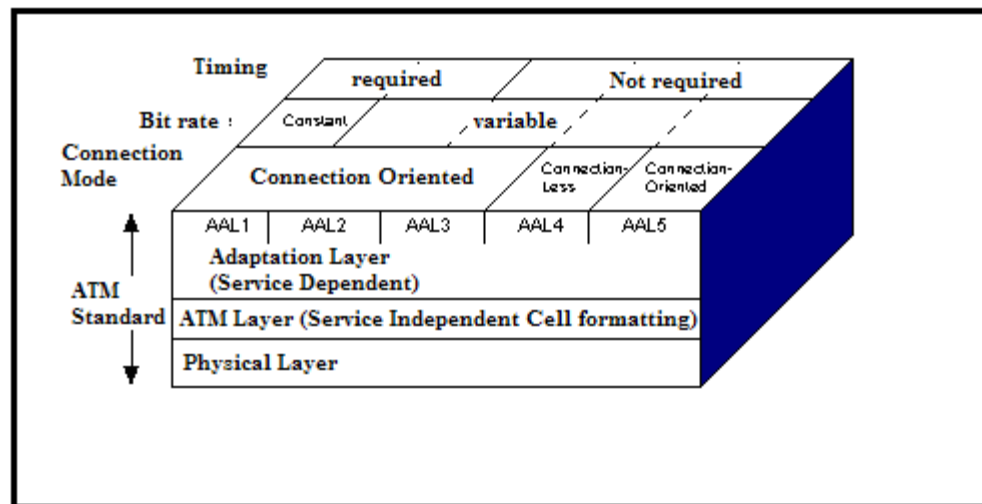 Timing required Not required
Bit rate : Constant variable
Connection Mode
Connection Oriented
Connection-Less
Connection-Oriented
AAL1 AAL2 AAL3 AAL4 AAL5
Adaptation Layer
(Service Dependent)
ATM Standard
ATM Layer (Service Independent Cell formatting)
Physical Layer